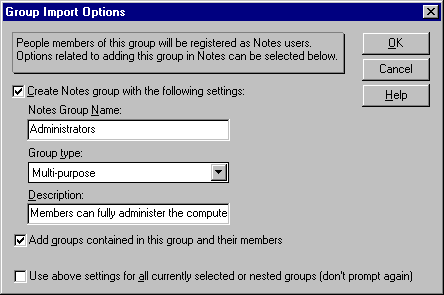 Group Import Options
People members of this group will be registered as Notes users.
Options related to adding this group in Notes can be selected below.
OK
Cancel
Help
Create Notes group with the following settings:
Notes Group Name:
Administrators
Group type:
Multi-purpose
Description:
Members can fully administer the compute
Add groups contained in this group and their members
Use above settings for all currently selected or nested groups (don't prompt again)